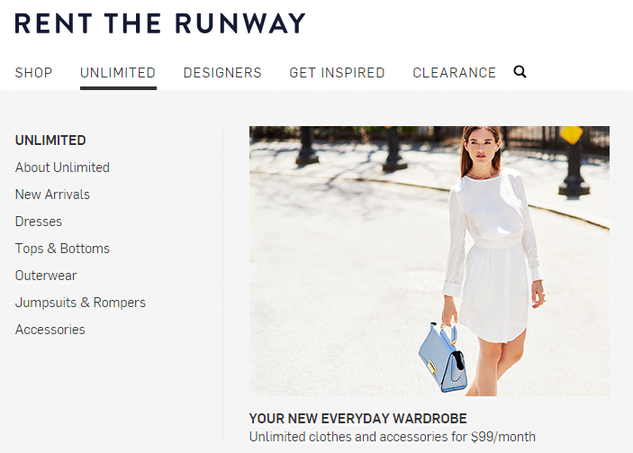 RENT THE RUNWAY
SHOP UNLIMITED DESIGNERS GET INSPIRED CLEARANCE
UNLIMITED
About Unlimited
New Arrivals
Dresses
Tops & Bottoms
Outerwear
Jumpsuits & Rompers
Accessories
YOUR NEW EVERYDAY WARDROBE
Unlimited clothes and accessories for $99/month